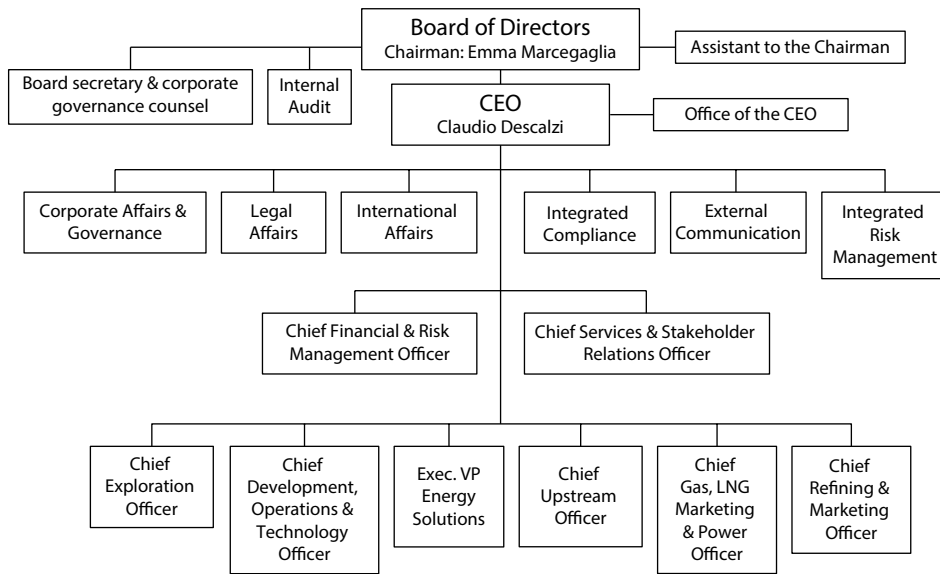 Board of Directors
Chairman: Emma Marcegaglia
Assistant to the Chairman
Board secretary & corporate
governance counsel
Internal
Audit
CEO
Claudio Descalzi
Office of the CEO
Corporate Affairs &
Governance
Legal
Affairs
International
Affairs
Integrated
Compliance
External
Communication
Integrated
Risk
Management
Chief Financial & Risk
Management Officer
Chief Services & Stakeholder
Relations Officer
Chief
Exploration
Officer
Chief
Development,
Operations &
Technology
Officer
Exec. VP
Energy
Solutions
Chief
Upstream
Officer
Chief
Gas, LNG
Marketing
& Power
Officer
Chief
Refining &
Marketing
Officer